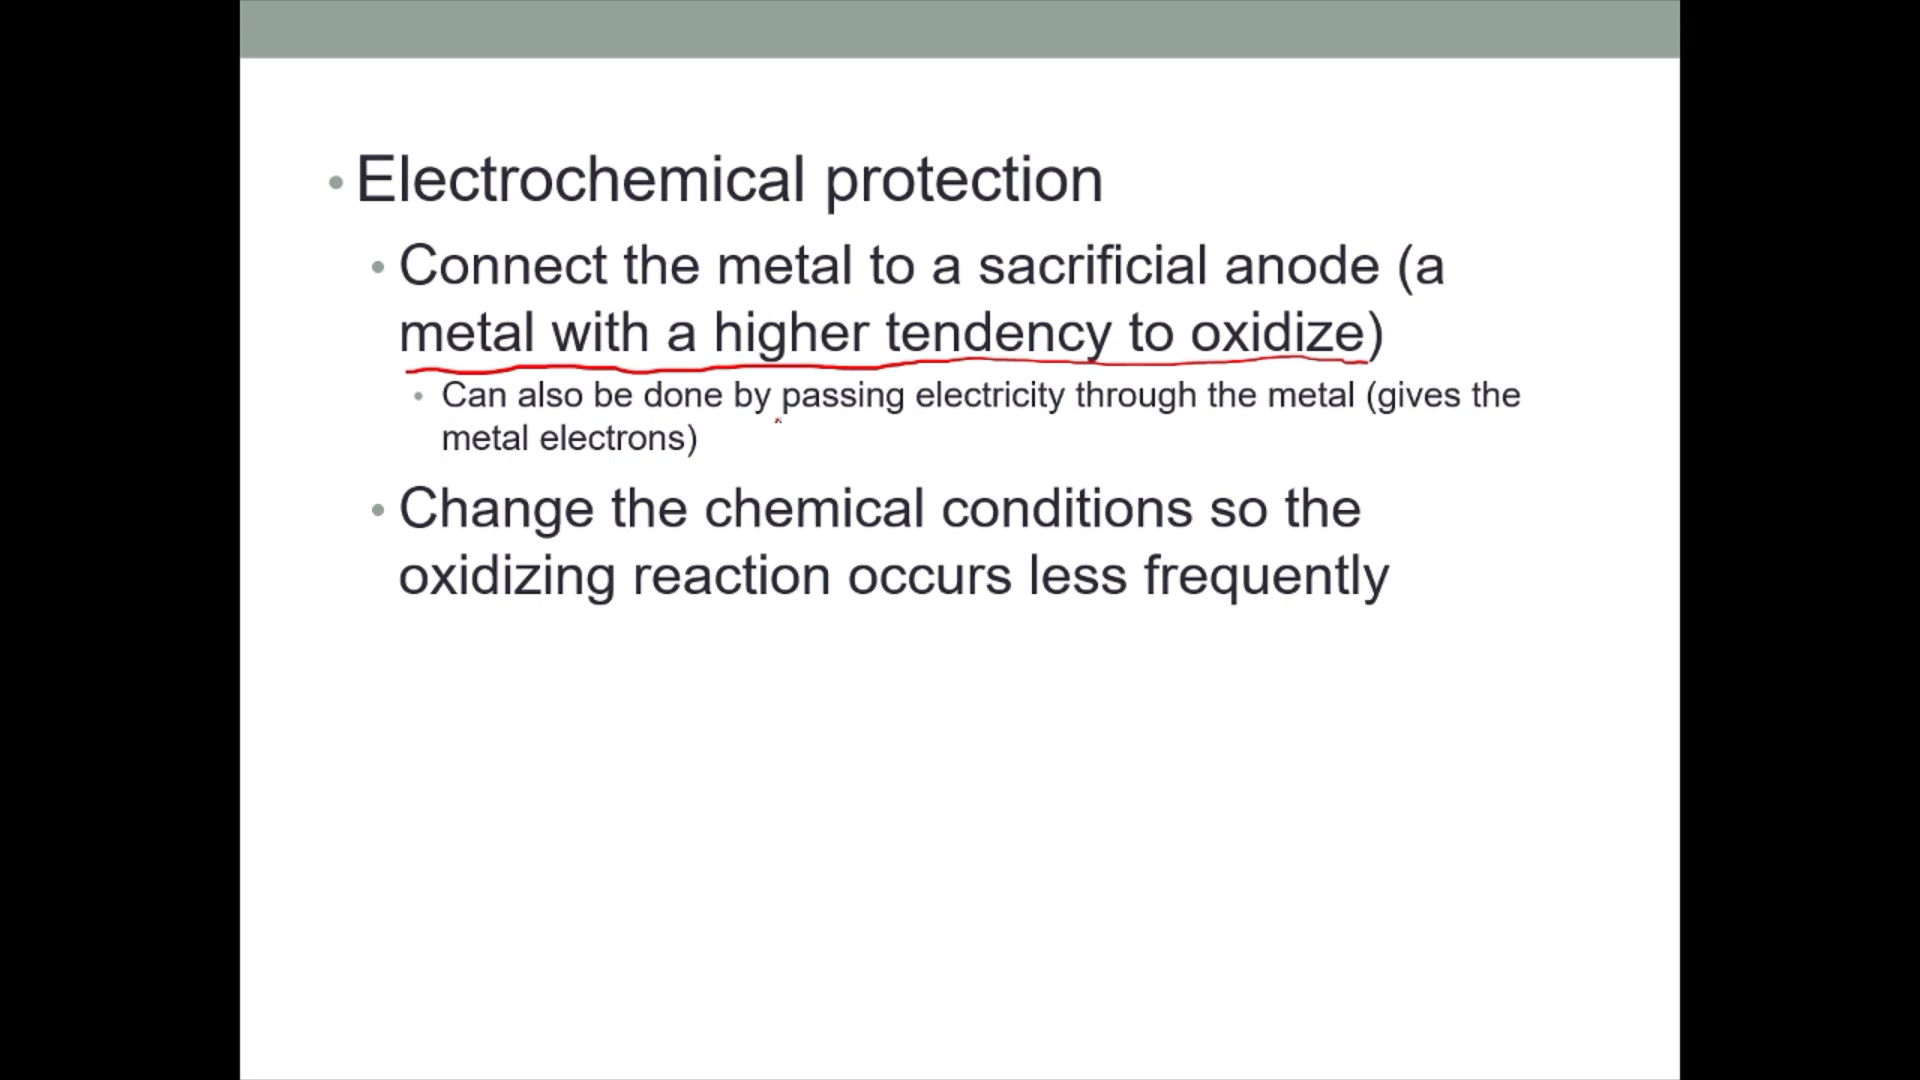 • Electrochemical protection
• Connect the metal to a sacrificial anode (a
metal with a higher tendency to oxidize)
• Can also be done by passing electricity through the metal (gives the
metal electrons)
• Change the chemical conditions so the
oxidizing reaction occurs less frequently